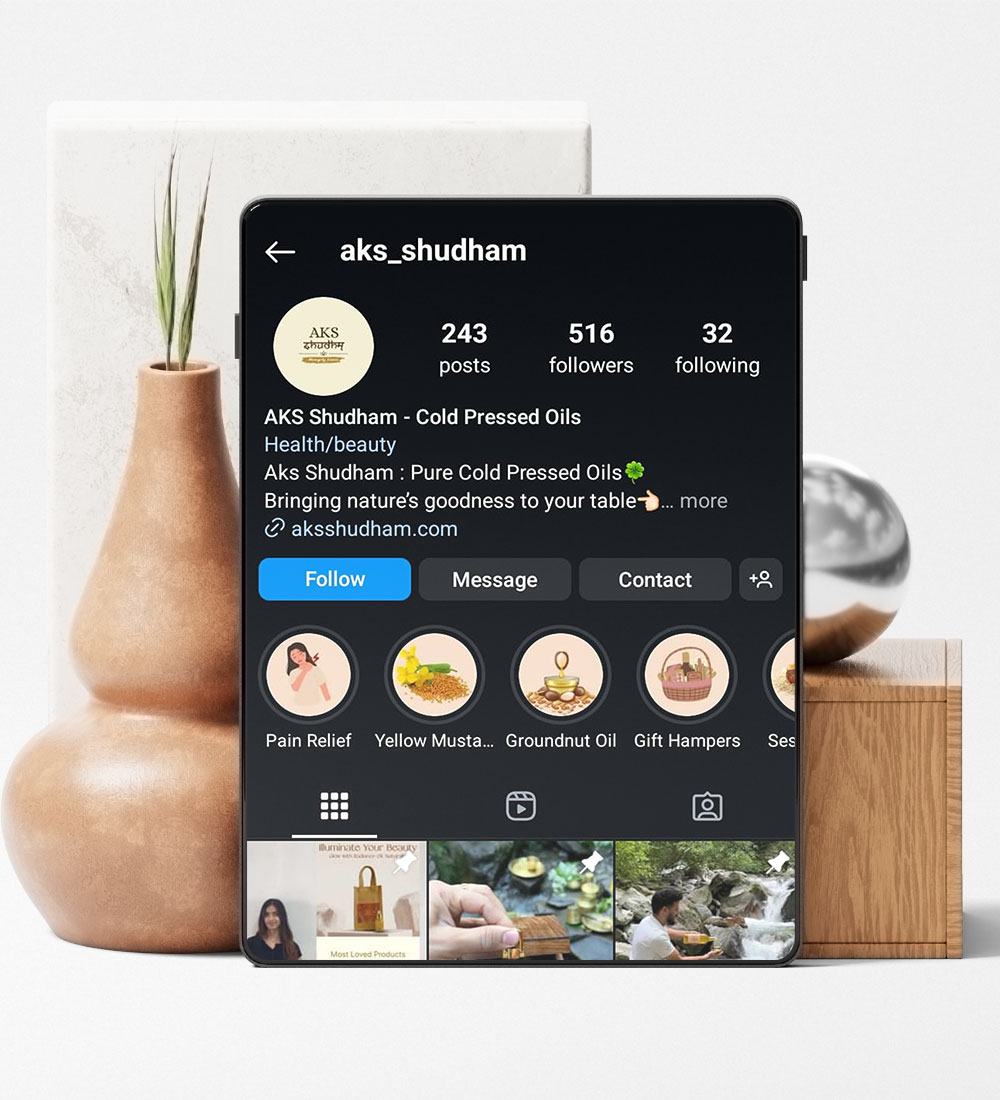 aks_shudham
AKS
243
posts
516
followers
32
following
AKS Shudham - Cold Pressed Oils
Health/beauty
Aks Shudham : Pure Cold Pressed Oils🍀
Bringing nature's goodness to your table👈🏻... more
aksshudham.com
Follow
Message
Contact
Pain Relief
Yellow Musta...
Groundnut Oil
Gift Hampers
Ses
Illuminate Your Beauty
Most Loved Products